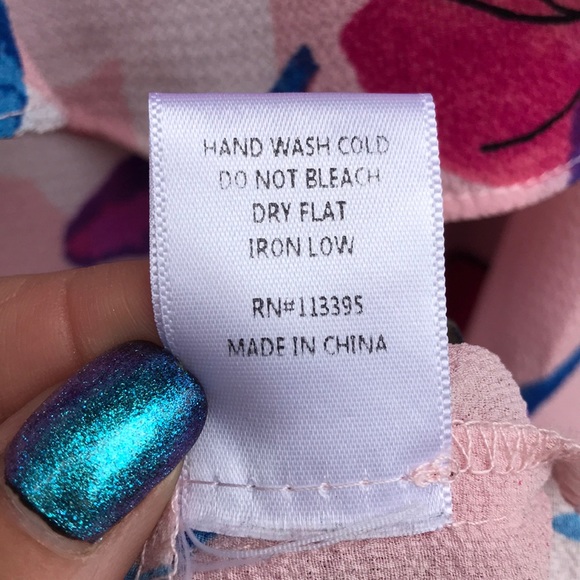 HAND WASH COLD
DO NOT BLEACH
DRY FLAT
IRON LOW
RN#113395
MADE IN CHINA